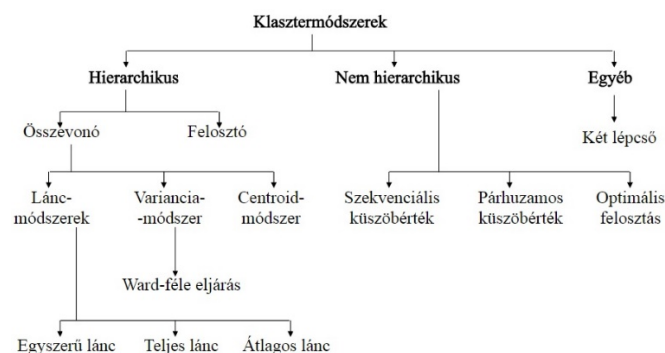 Klasztermódszerek
Hierarchikus
Nem hierarchikus
Egyéb
Összevonó
Felosztó
Két lépcső
Lánc-
módszerek
Variancia-
-módszer
Centroid-
módszer
Szekvenciális
küszöbérték
Párhuzamos
küszöbérték
Optimális
felosztás
Ward-féle eljárás
Egyszerű lánc
Teljes lánc
Átlagos lánc